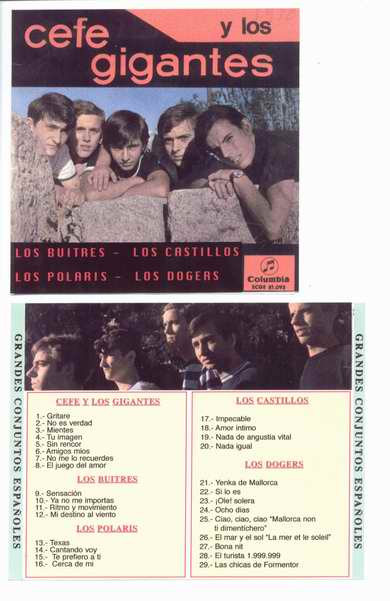 cefe
y los
gigantes
LOS BUITRES - LOS CASTILLOS
LOS POLARIS - LOS DOGERS
Columbia
SCGE 81.092
GRANDES CONJUNTOS ESPAÑOLES
CEFE Y LOS GIGANTES
1.- Gritare
2.- No es verdad
3.- Mientes
4.- Tu imagen
5.- Sin rencor
6.- Amigos mios
7.- No me lo recuerdes
8.- El juego del amor
LOS BUITRES
9.- Sensación
10.- Ya no me importas
11.- Ritmo y movimiento
12.- Mi destino al viento
LOS POLARIS
13.- Texas
14.- Cantando voy
15.- Te prefiero a ti
16.- Cerca de mi
LOS CASTILLOS
17.- Impecable
18.- Amor intimo
19.- Nada de angustia vital
20.- Nada igual
LOS DOGERS
21.- Yenka de Mallorca
22.- Si lo es
23.- ¡Ole! solera
24.- Ocho dias
25.- Ciao, ciao, ciao "Mallorca non
ti dimentichero"
26.- El mar y el sol "La mer et le soleil"
27.- Bona nit
28.- El turista 1.999.999
29.- Las chicas de Formentor
GRANDES CONJUNTOS ESPAÑOLES